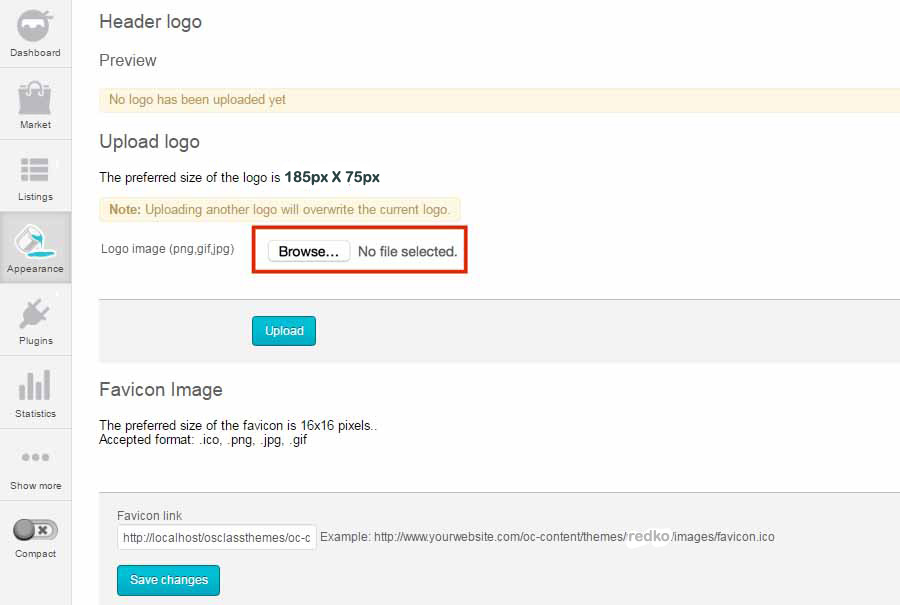 Dashboard
Market
Listings
Appearance
Plugins
Statistics
Show more
Compact
Header logo
Preview
No logo has been uploaded yet
Upload logo
The preferred size of the logo is 185px X 75px
Note: Uploading another logo will overwrite the current logo.
Logo image (png,gif,jpg) Browse... No file selected.
Upload
Favicon Image
The preferred size of the favicon is 16x16 pixels..
Accepted format: .ico, .png, .jpg, .gif
Favicon link
http://localhost/osclassthemes/oc-c Example: http://www.yourwebsite.com/oc-content/themes/redko/images/favicon.ico
Save changes